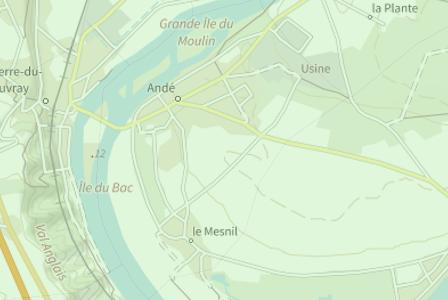 Grande Île du
Moulin
la Plante
Usine
erre-du-
uvray
Andé
12
Île du Bac
Val Anglais
le Mesnil